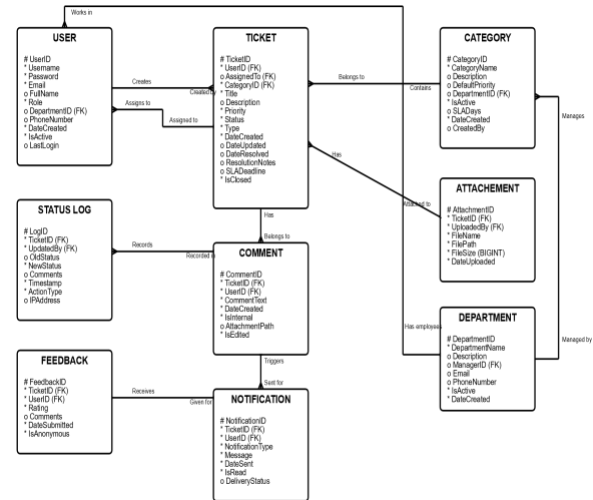 Works in
USER
# UserID
* Username
* Password
* Email
o FullName
* Role
o DepartmentID (FK)
o PhoneNumber
* DateCreated
* IsActive
o LastLogin
Creates
Created by
Assigns to
Assigned to
TICKET
# TicketID
* UserID (FK)
o AssignedTo (FK)
* CategoryID (FK)
* Title
o Description
* Priority
* Status
* Type
* DateCreated
o DateUpdated
o DateResolved
o ResolutionNotes
o SLADeadline
* IsClosed
Belongs to
Contains
CATEGORY
# CategoryID
* CategoryName
o Description
o DefaultPriority
o DepartmentID (FK)
* IsActive
o SLADays
* DateCreated
o CreatedBy
Manages
Has
Attached to
ATTACHEMENT
# AttachmentID
* TicketID (FK)
* UploadedBy (FK)
* FileName
* FilePath
* FileSize (BIGINT)
* DateUploaded
STATUS LOG
# LogID
* TicketID (FK)
* UpdatedBy (FK)
o OldStatus
* NewStatus
o Comments
* Timestamp
* ActionType
o IPAddress
Records
Recorded in
Has
Belongs to
COMMENT
# CommentID
* TicketID (FK)
* UserID (FK)
* CommentText
* DateCreated
* IsInternal
o AttachmentPath
* IsEdited
Has employees
DEPARTMENT
# DepartmentID
* DepartmentName
o Description
o ManagerID (FK)
o Email
o PhoneNumber
* IsActive
* DateCreated
Managed by
FEEDBACK
# FeedbackID
* TicketID (FK)
* UserID (FK)
* Rating
o Comments
* DateSubmitted
* IsAnonymous
Receives
Given for
Triggers
Sent for
NOTIFICATION
# NotificationID
* TicketID (FK)
* UserID (FK)
* NotificationType
* Message
* DateSent
* IsRead
o DeliveryStatus